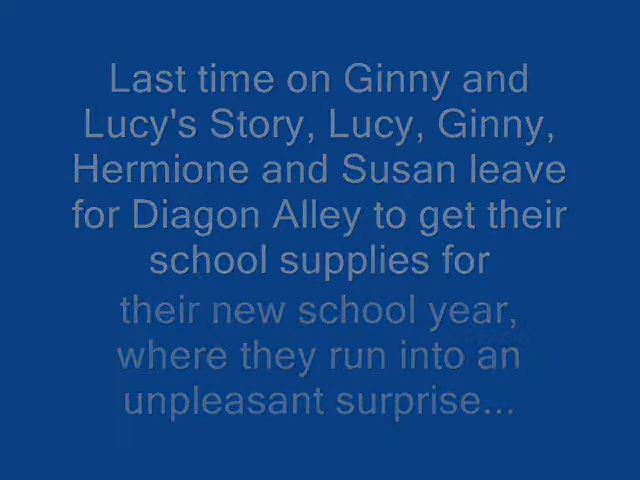 Last time on Ginny and
Lucy's Story, Lucy, Ginny,
Hermione and Susan leave
for Diagon Alley to get their
school supplies for
their new school year,
where they run into an
unpleasant surprise...